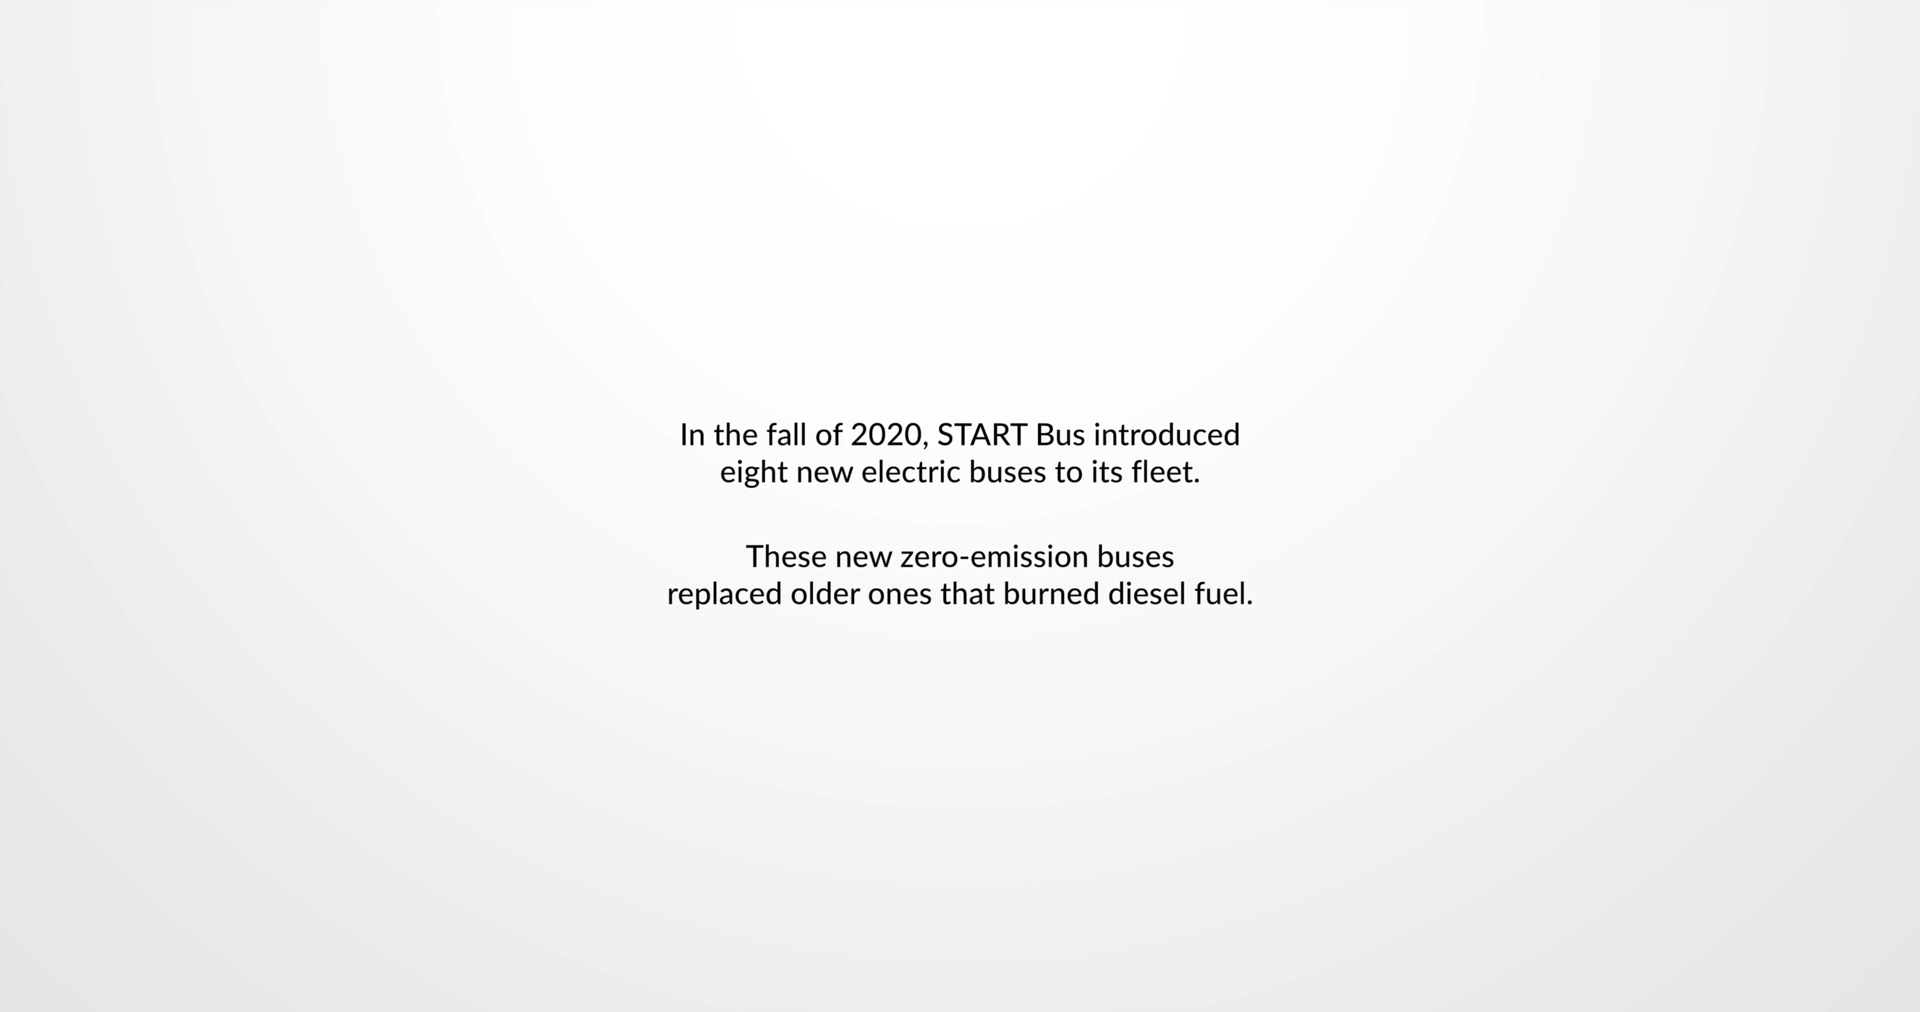 In the fall of 2020, START Bus introduced
eight new electric buses to its fleet.
These new zero-emission buses
replaced older ones that burned diesel fuel.